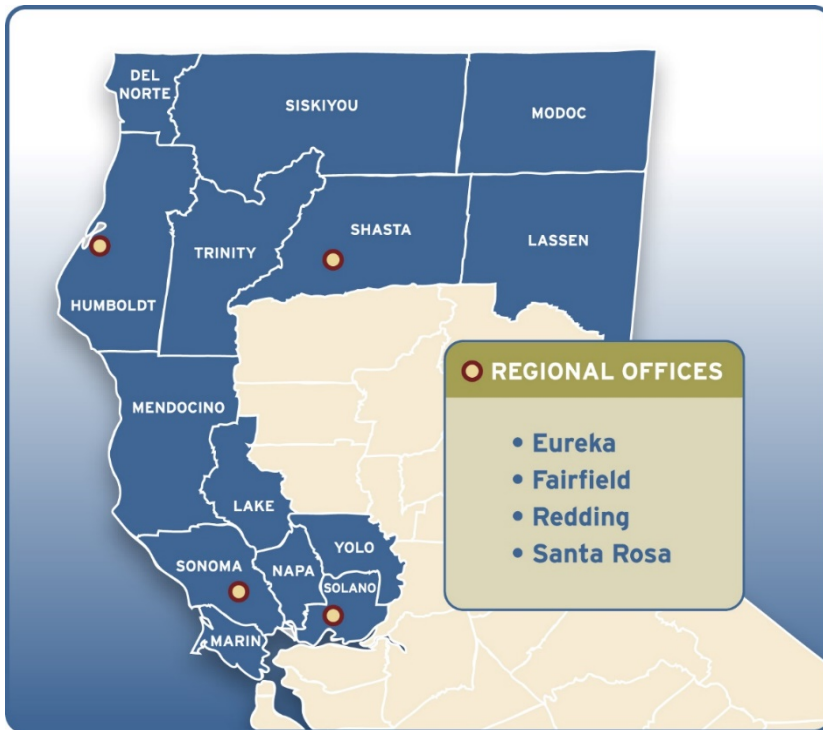 DEL
NORTE
SISKIYOU
MODOC
SHASTA
TRINITY
LASSEN
HUMBOLDT
REGIONAL OFFICES
MENDOCINO
• Eureka
• Fairfield
LAKE
• Redding
YOLO
• Santa Rosa
SONOMA
NAPA
SOLANO
MARIN